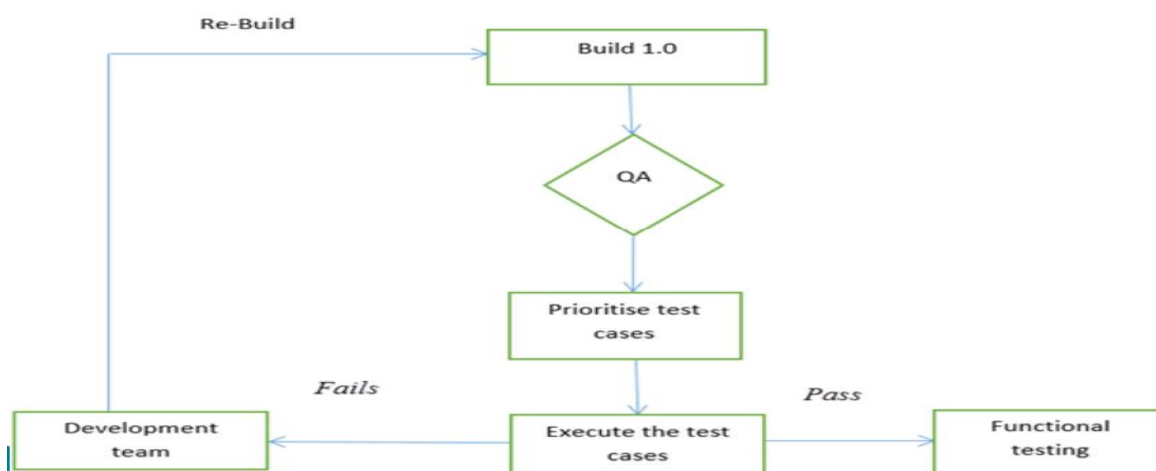 Re-Build
Build 1.0
QA
Prioritise test
cases
Fails
Pass
Development
team
Execute the test
cases
Functional
testing